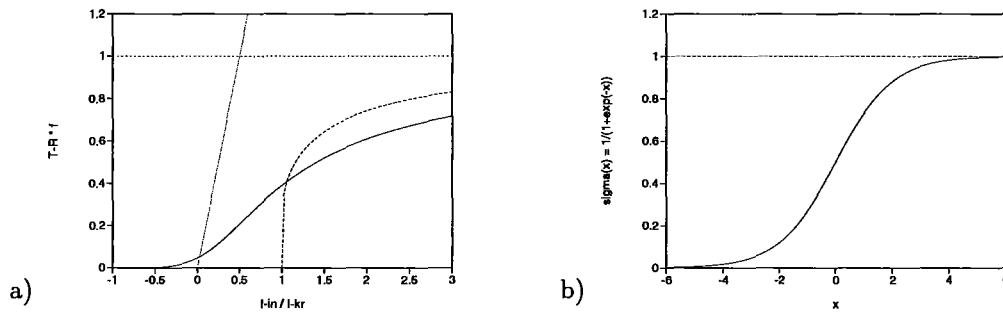 a)
T-R * f
1.2
1
0.8
0.6
0.4
0.2
0
-1 -0.5 0 0.5 1 1.5 2 2.5 3
I-in / I-kr
b)
sigma(x) = 1/(1+exp(-x))
1.2
1
0.8
0.6
0.4
0.2
0
-6 -4 -2 0 2 4 6
x